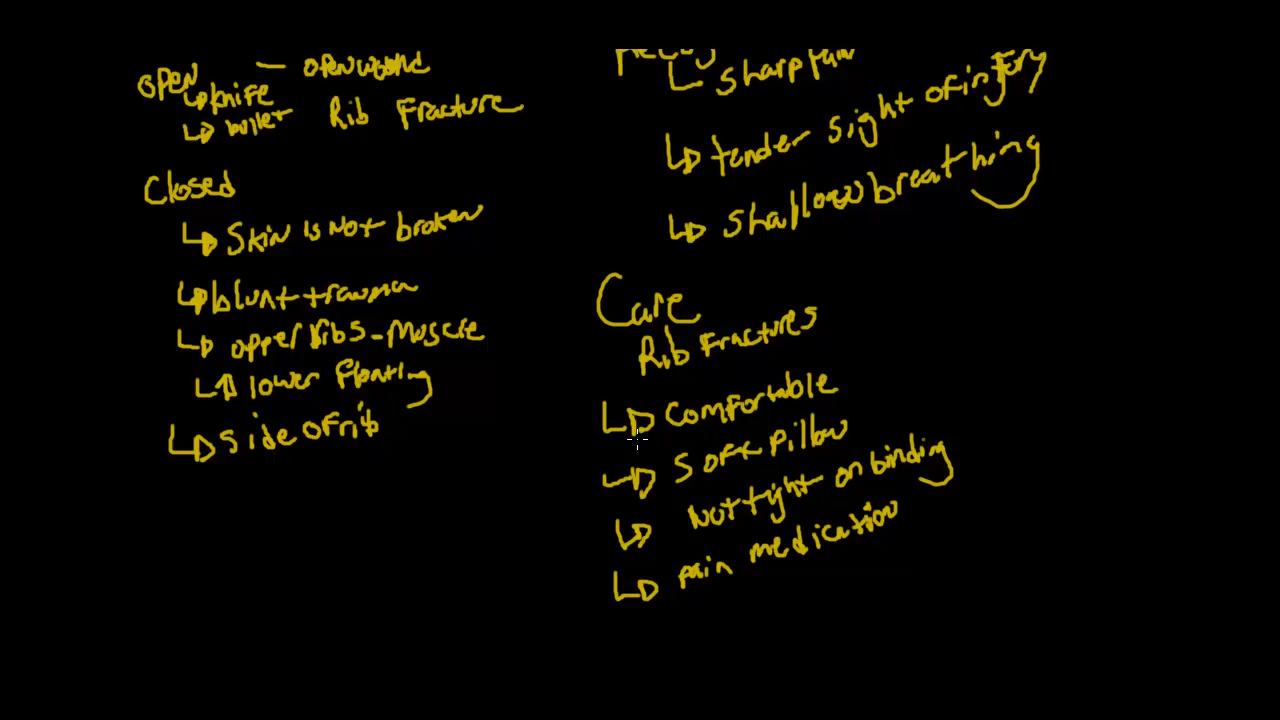 open — open wound
↳ knife
↳ bullet Rib Fracture
Closed
↳ Skin is not broken
↳ blunt trauma
↳ upper ribs - muscle
↳ lower floating
↳ side of rib
↳ Sharp pain
↳ tender sight of injury
↳ shallow breathing
Care
Rib Fractures
↳ comfortable
↳ soft pillow
↳ Not tight on binding
↳ pain medication